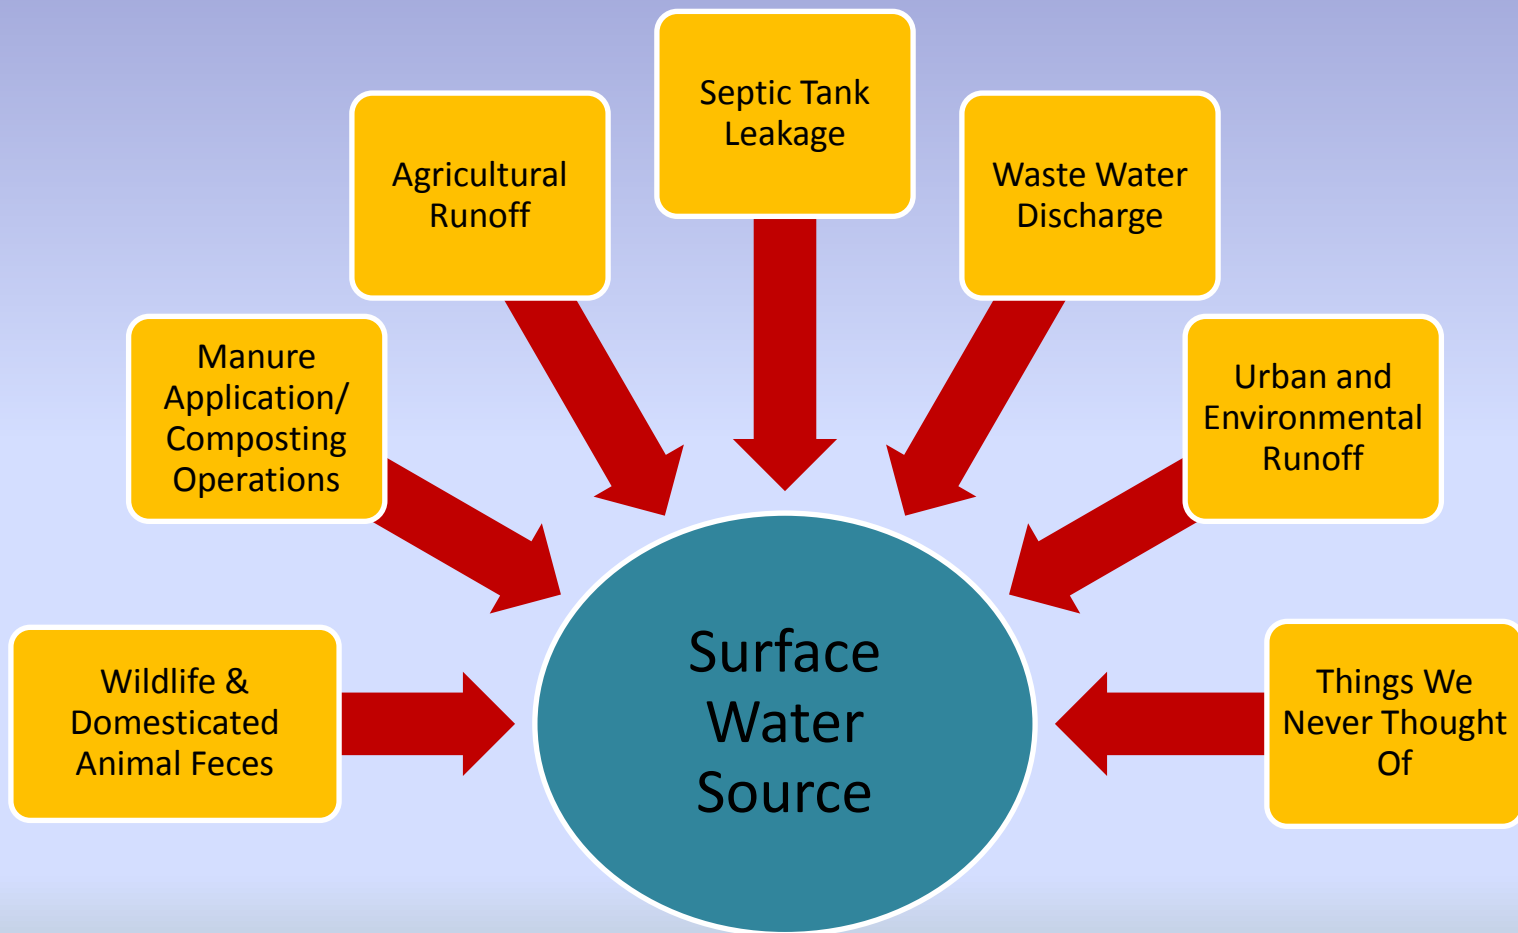 Septic Tank
Leakage
Agricultural
Runoff
Waste Water
Discharge
Manure
Application/
Composting
Operations
Urban and
Environmental
Runoff
Wildlife &
Domesticated
Animal Feces
Surface
Water
Source
Things We
Never Thought
Of